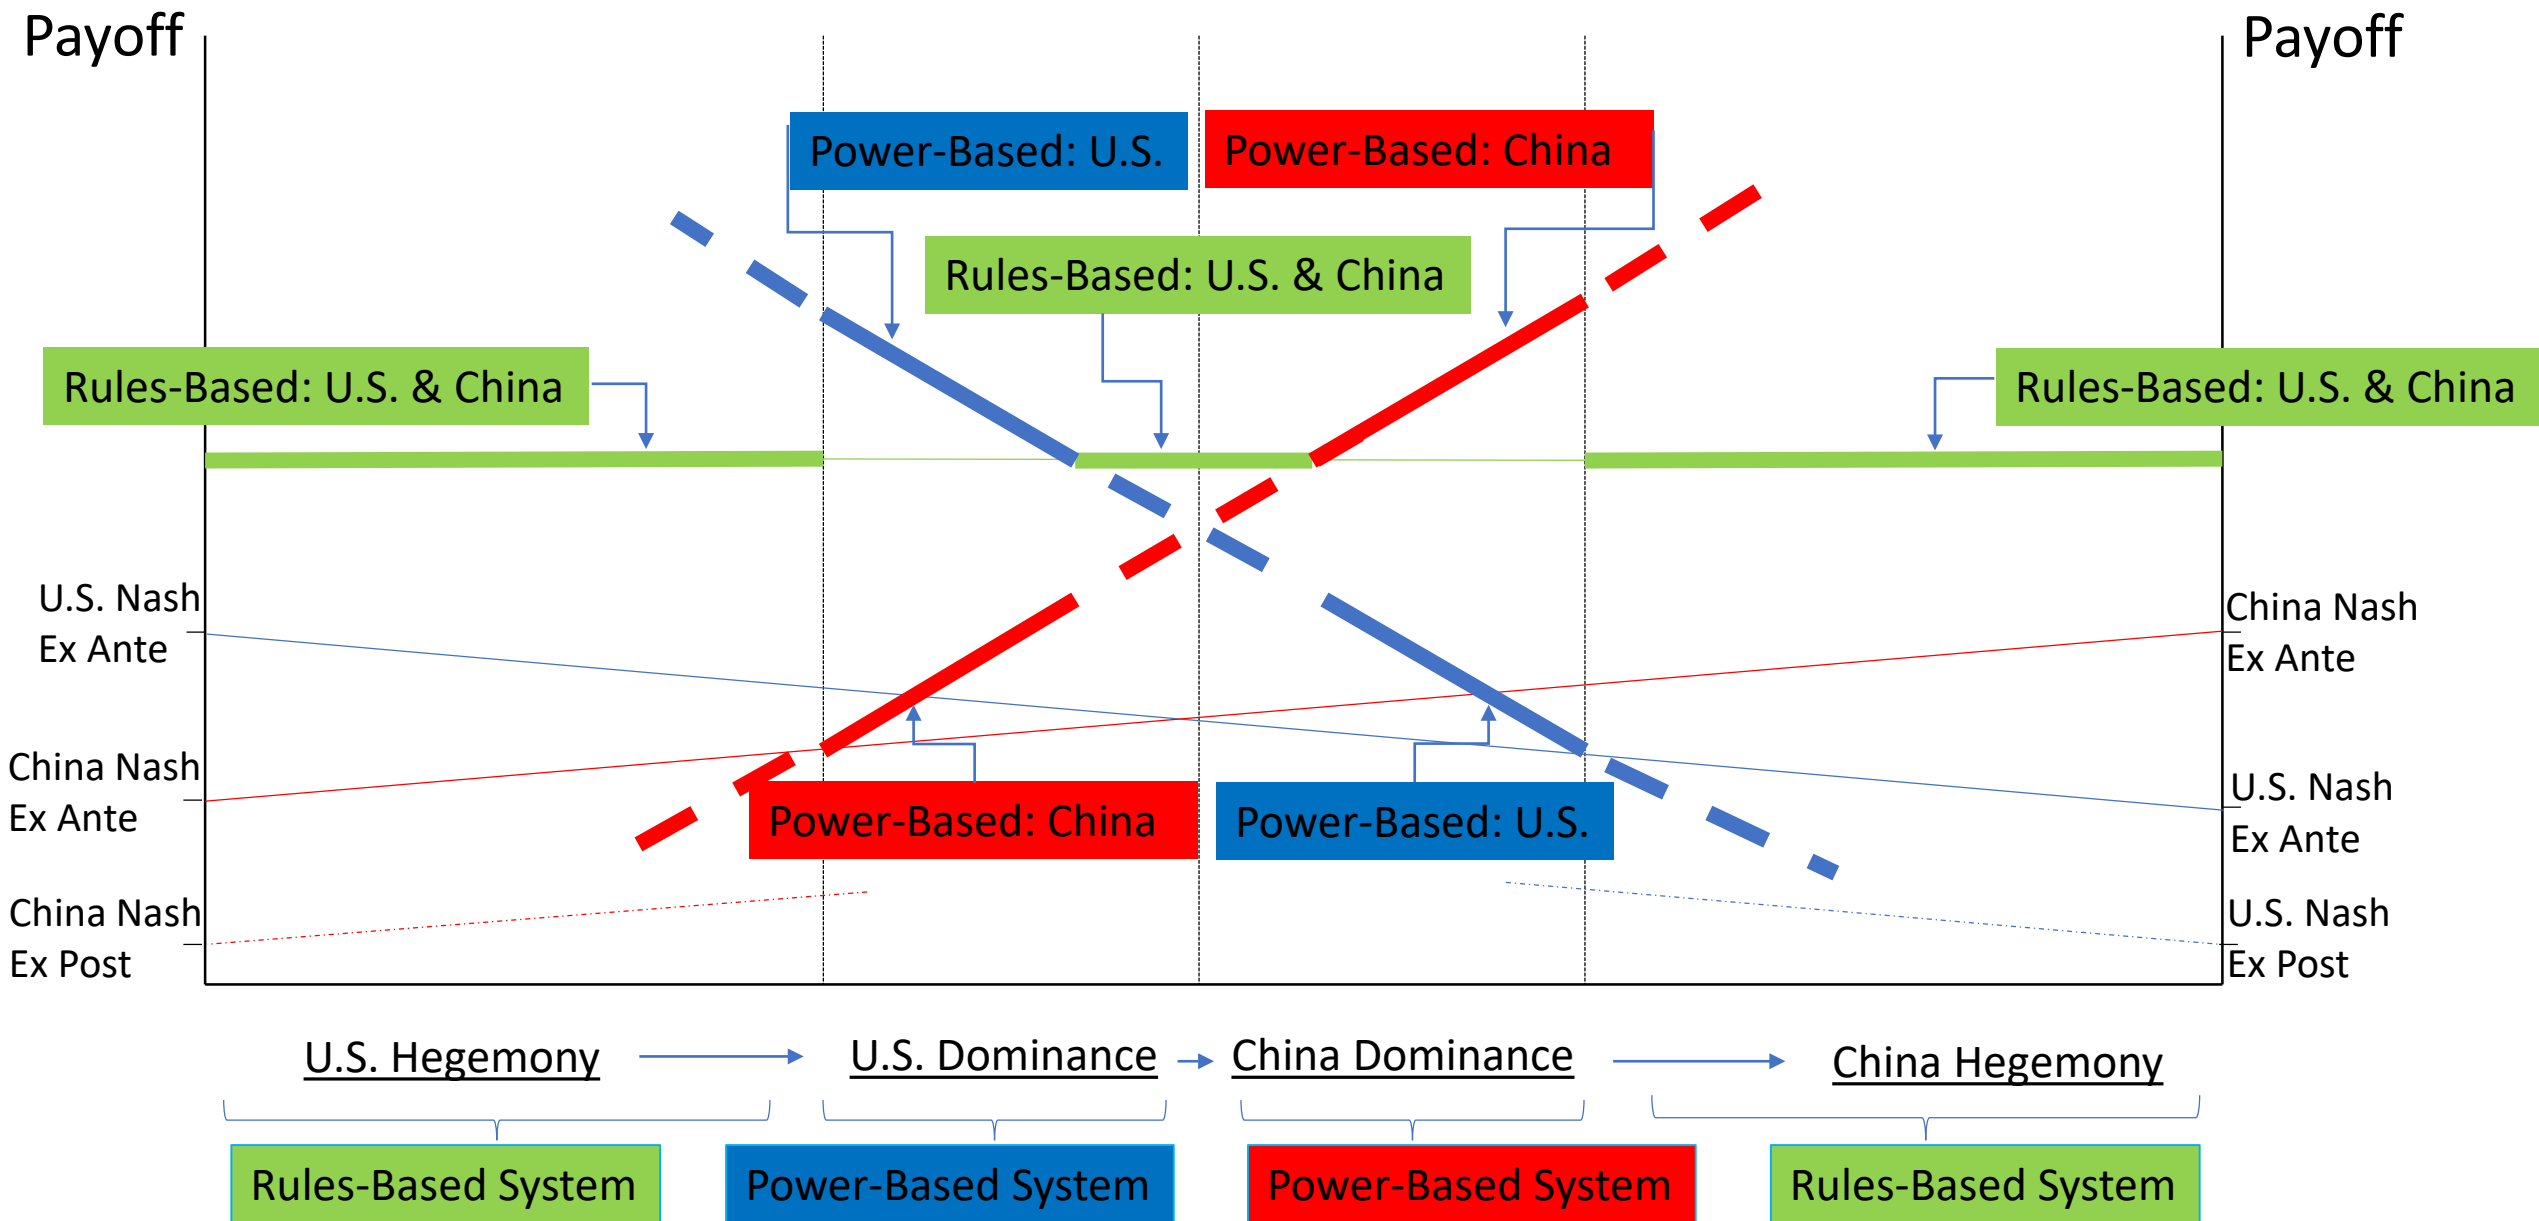 Payoff
Payoff
Power-Based: U.S.
Power-Based: China
Rules-Based: U.S. & China
Rules-Based: U.S. & China
Rules-Based: U.S. & China
U.S. Nash
Ex Ante
China Nash
Ex Ante
China Nash
Ex Ante
U.S. Nash
Ex Ante
Power-Based: China
Power-Based: U.S.
China Nash
Ex Post
U.S. Nash
Ex Post
U.S. Hegemony
U.S. Dominance
China Dominance
China Hegemony
Rules-Based System
Power-Based System
Power-Based System
Rules-Based System